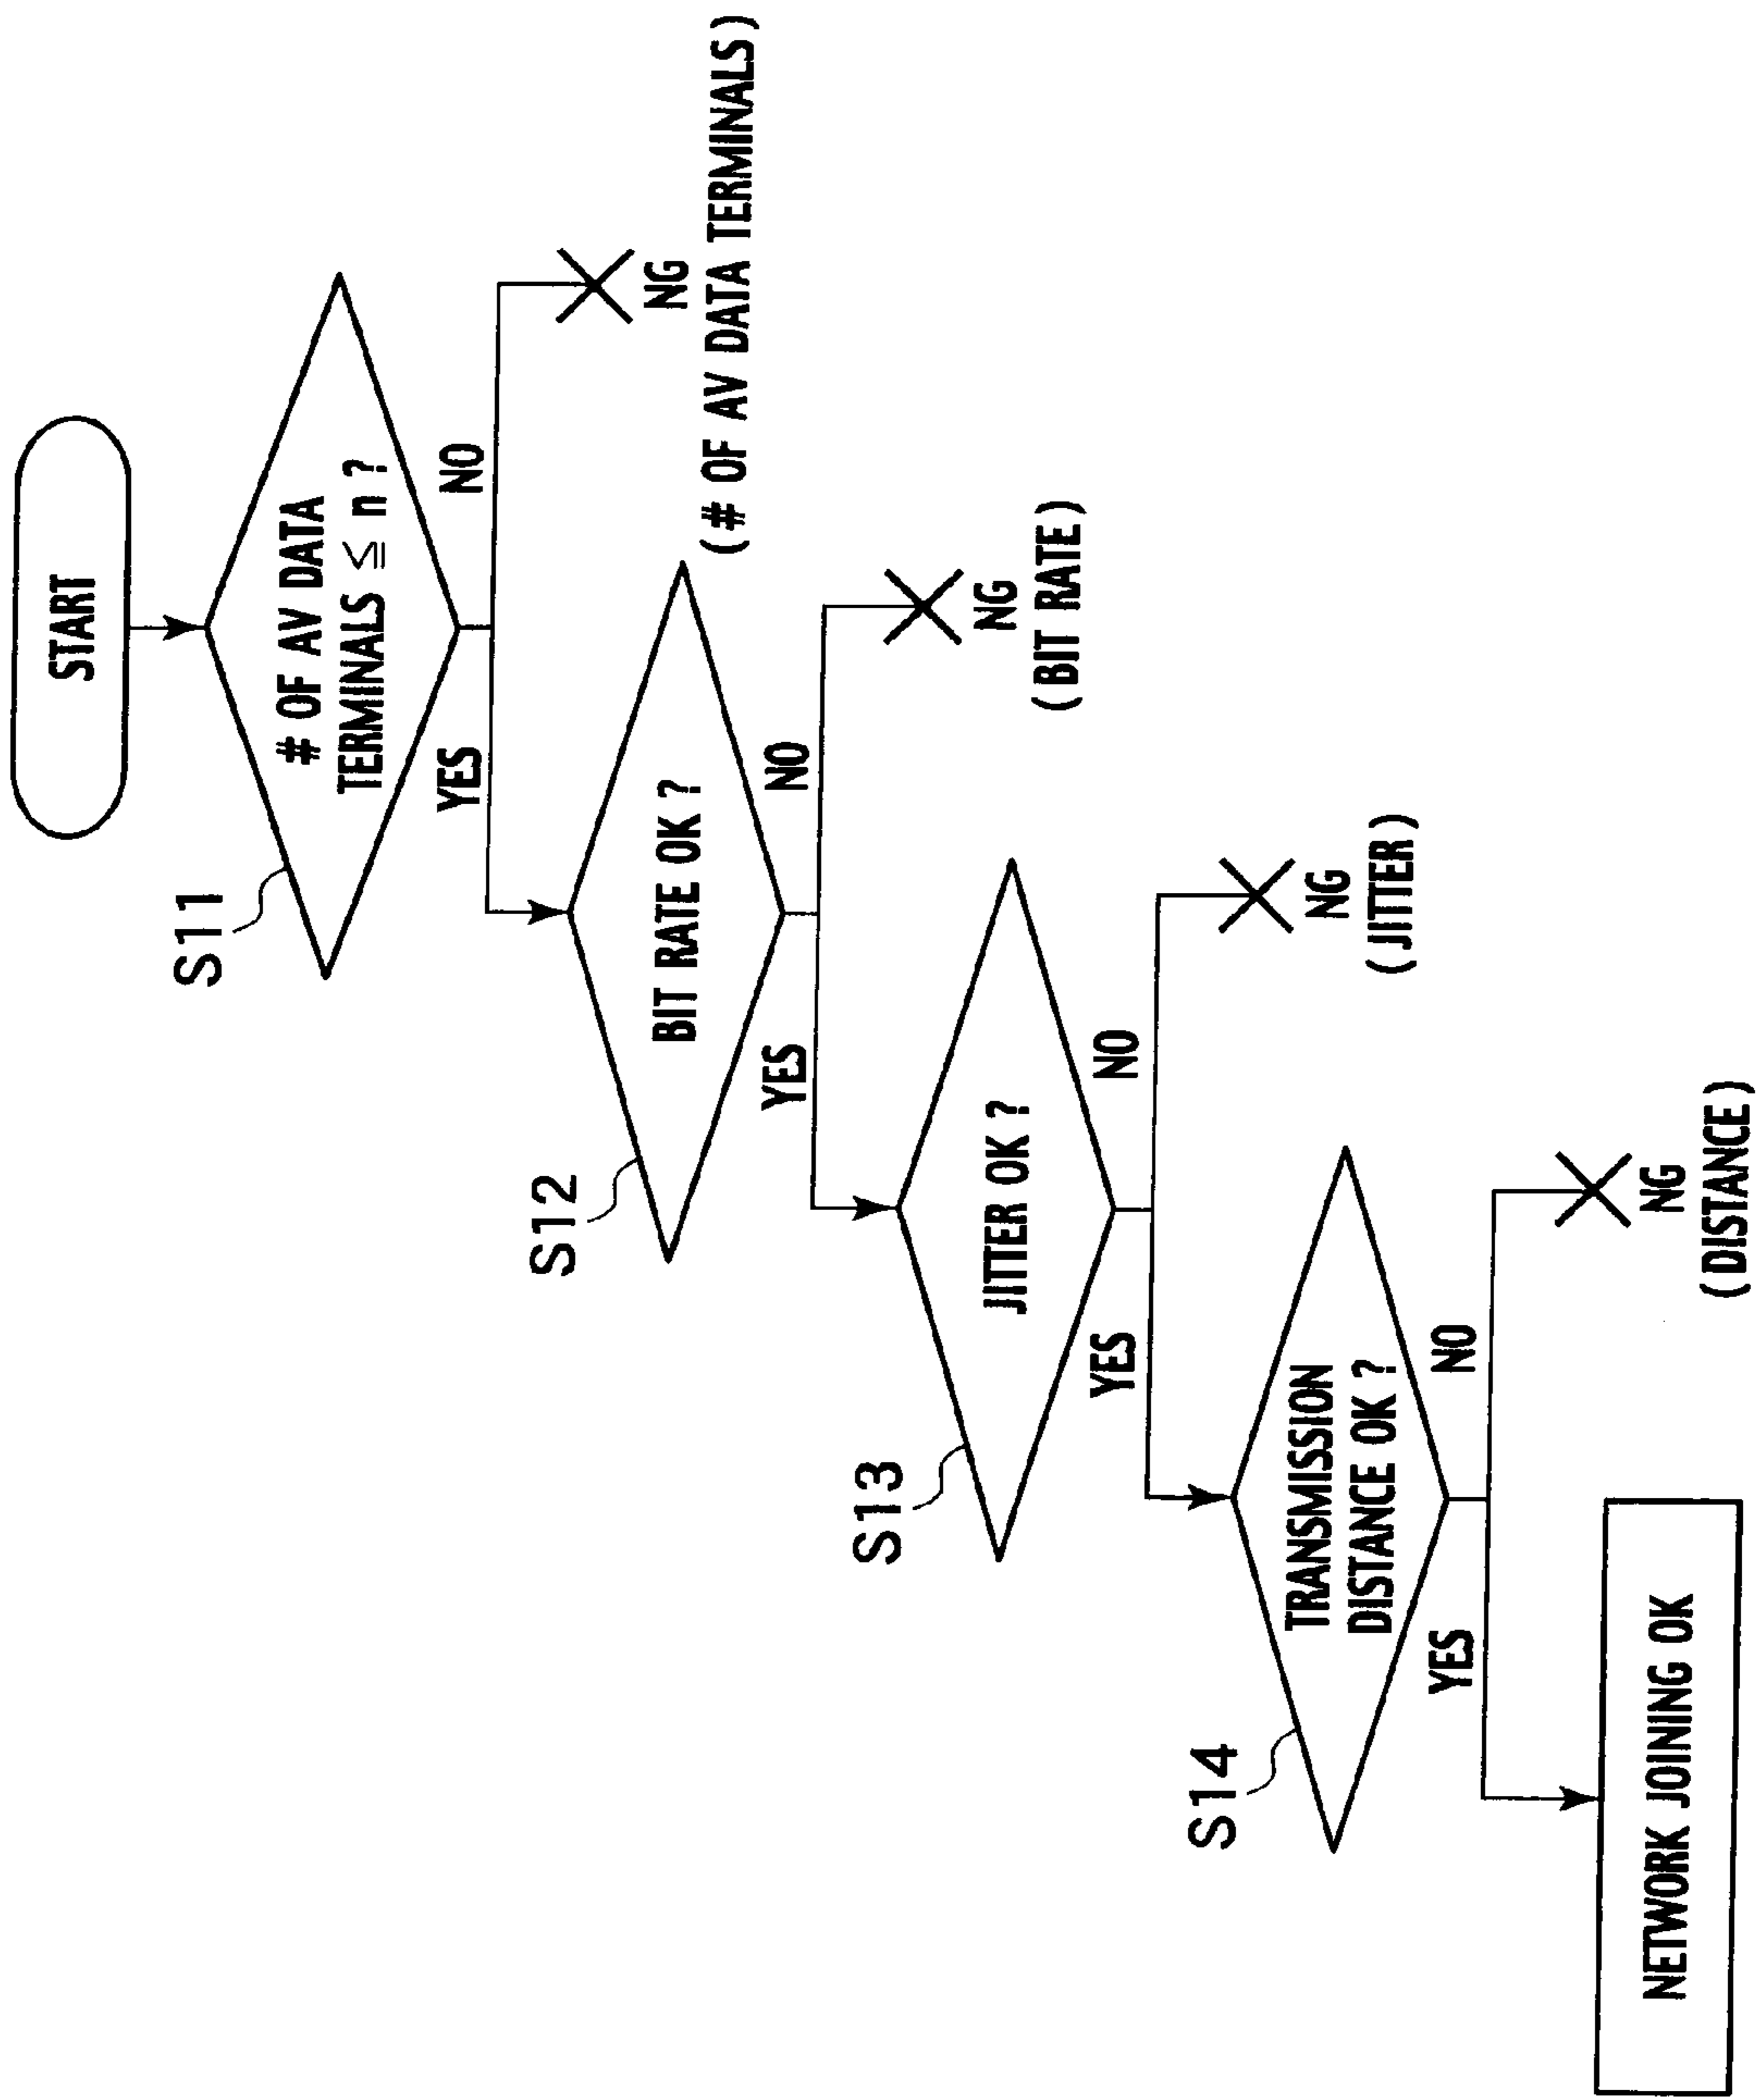 START
S11
# OF AV DATA
TERMINALS ≦ n ?
YES
NO
NG
( # OF AV DATA TERMINALS )
S12
BIT RATE OK ?
YES
NO
NG
( BIT RATE )
S13
JITTER OK ?
YES
NO
NG
( JITTER )
S14
TRANSMISSION
DISTANCE OK ?
YES
NO
NG
( DISTANCE )
NETWORK JOINING OK